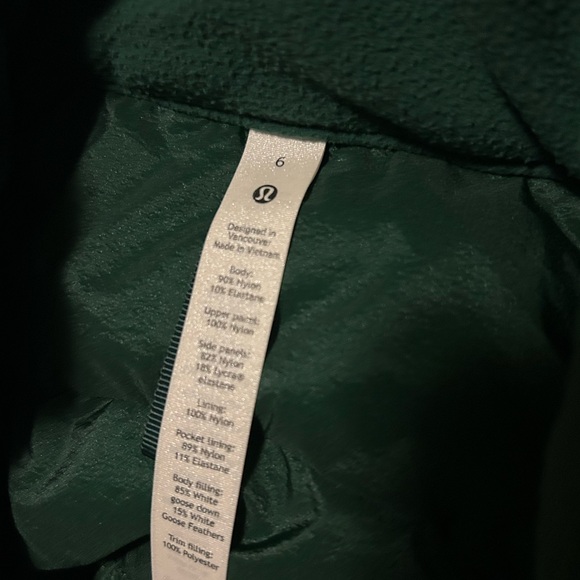 6
Designed in
Vancouver
Made in Vietnam
Body:
90% Nylon
10% Elastane
Upper panel:
100% Nylon
Side panels:
82% Nylon
18% Lycra®
elastane
Lining:
100% Nylon
Pocket lining:
89% Nylon
11% Elastane
Body filling:
85% White
goose down
15% White
Goose Feathers
Trim filling:
100% Polyester